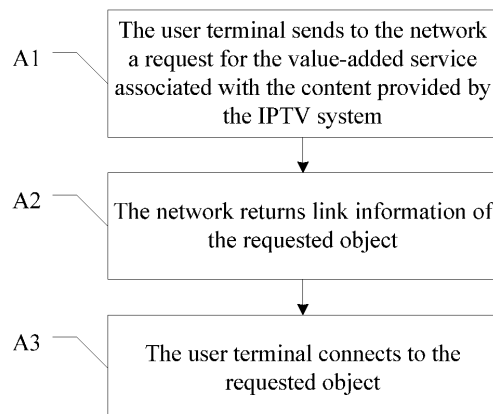 A1
The user terminal sends to the network
a request for the value-added service
associated with the content provided by
the IPTV system
A2
The network returns link information of
the requested object
A3
The user terminal connects to the
requested object